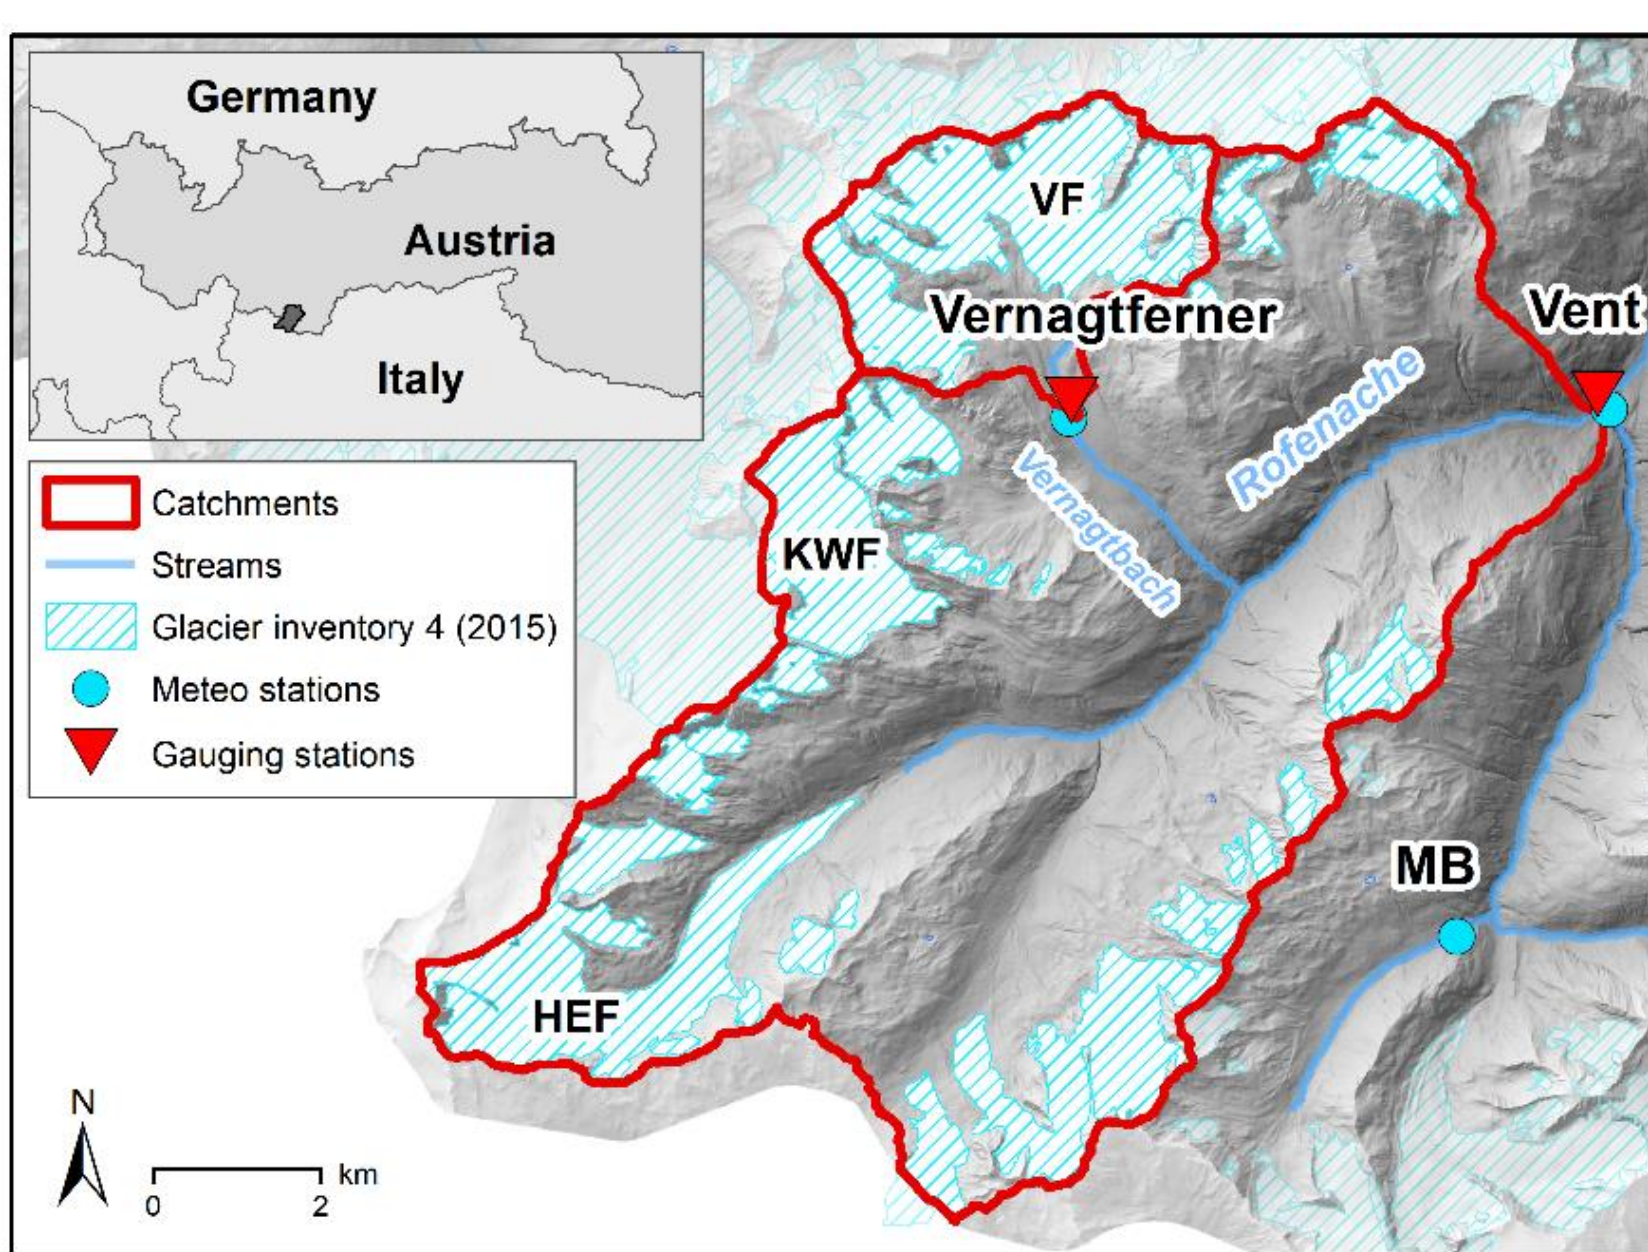 Germany
Austria
Italy
Catchments
Streams
Glacier inventory 4 (2015)
Meteo stations
Gauging stations
VF
Vernagtferner
Vent
Rofenache
Vernagtbach
KWF
MB
HEF
N
km
0
2